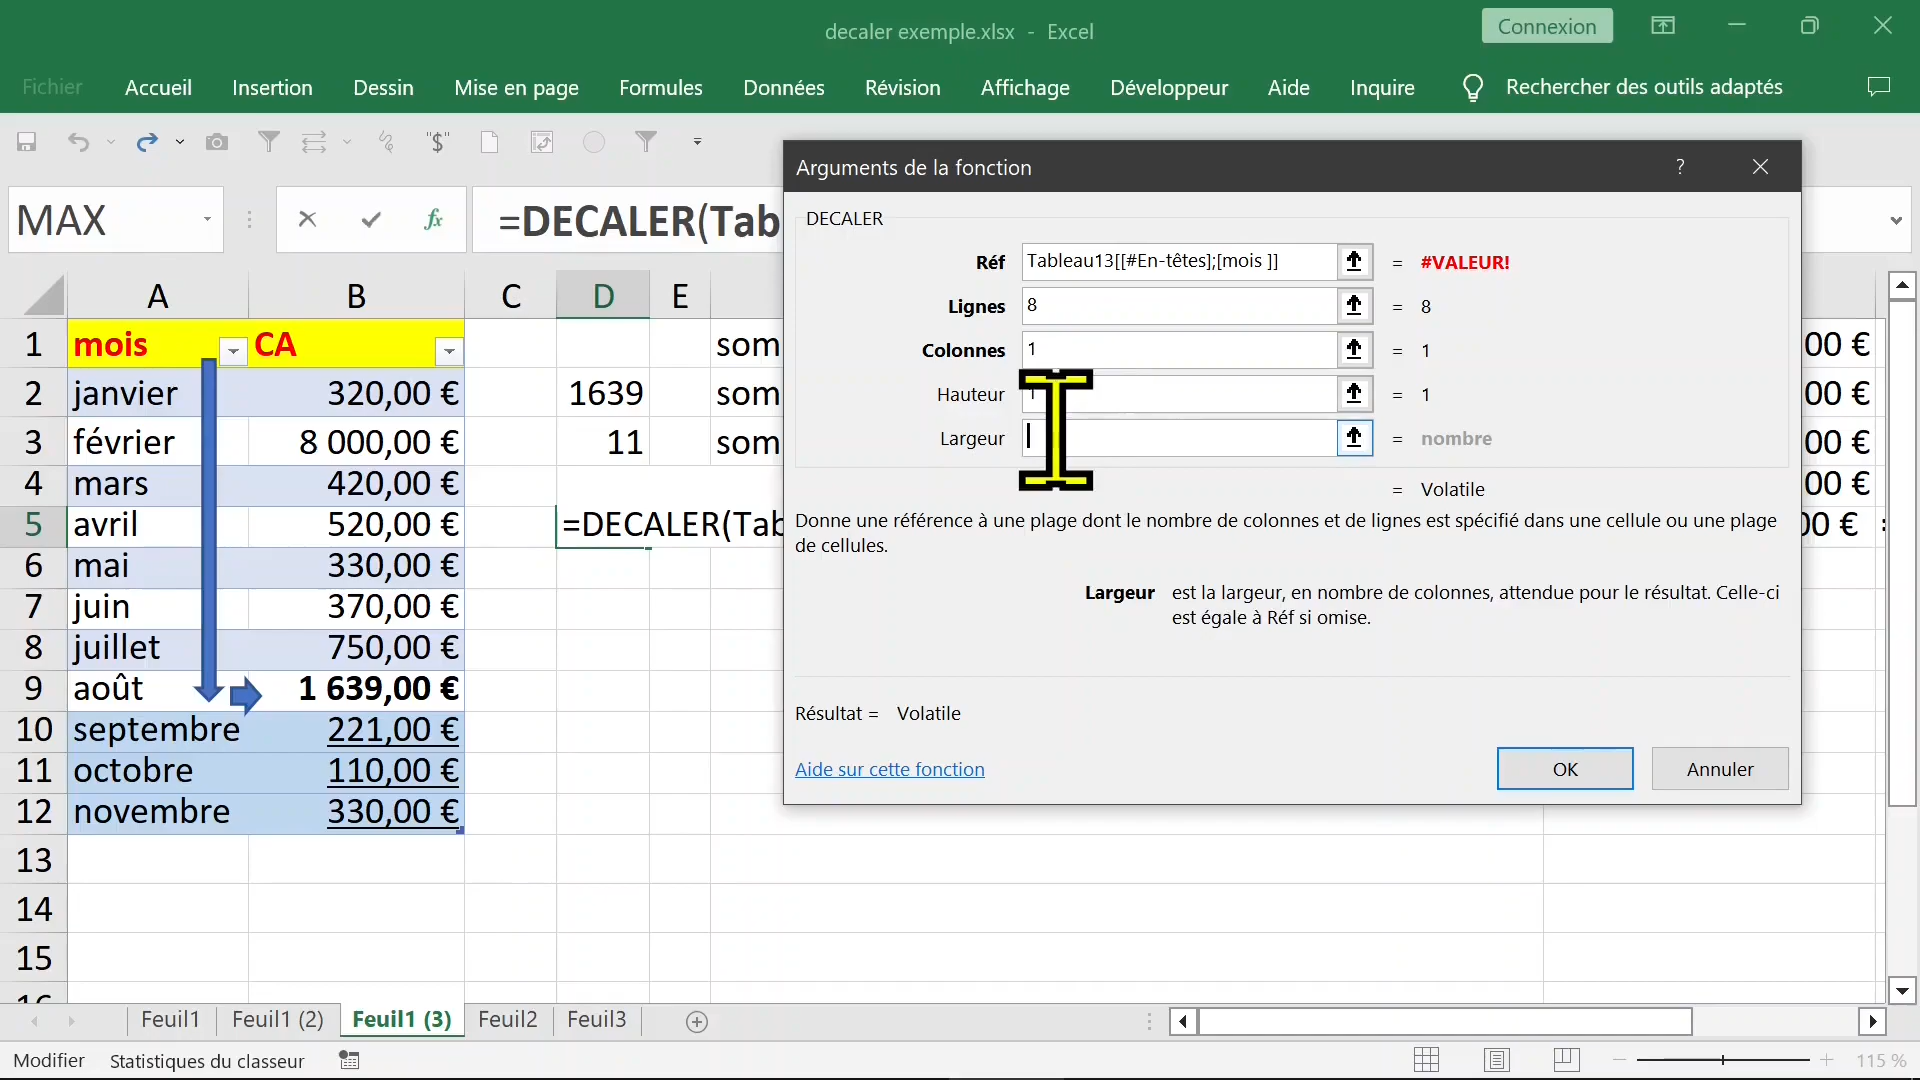 decaler exemple.xlsx - Excel
Connexion
Fichier Accueil Insertion Dessin Mise en page Formules Données Révision Affichage Développeur Aide Inquire Rechercher des outils adaptés
"$"
MAX
=DECALER(Tab
Arguments de la fonction ?
DECALER
Réf Tableau13[[#En-têtes];[mois ]] = #VALEUR!
Lignes 8 = 8
Colonnes 1 = 1
Hauteur 1 = 1
Largeur = nombre
= Volatile
Donne une référence à une plage dont le nombre de colonnes et de lignes est spécifié dans une cellule ou une plage
de cellules.
Largeur est la largeur, en nombre de colonnes, attendue pour le résultat. Celle-ci
est égale à Réf si omise.
Résultat = Volatile
Aide sur cette fonction
OK Annuler
A B C D E
1 mois CA som 00 €
2 janvier 320,00 € 1639 som 00 €
3 février 8 000,00 € 11 som 00 €
4 mars 420,00 € 00 €
5 avril 520,00 € =DECALER(Tab 00 € :
6 mai 330,00 €
7 juin 370,00 €
8 juillet 750,00 €
9 août 1 639,00 €
10 septembre 221,00 €
11 octobre 110,00 €
12 novembre 330,00 €
13
14
15
16
Feuil1 Feuil1 (2) Feuil1 (3) Feuil2 Feuil3
Modifier Statistiques du classeur 115 %